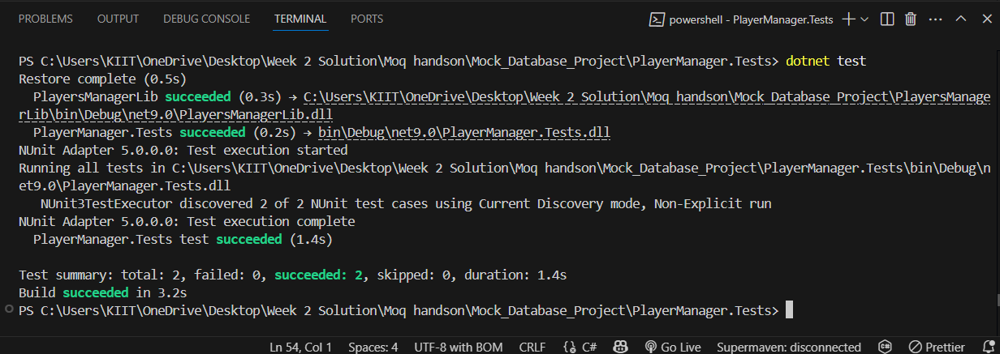 PROBLEMS OUTPUT DEBUG CONSOLE TERMINAL PORTS powershell - PlayerManager.Tests
PS C:\Users\KIIT\OneDrive\Desktop\Week 2 Solution\Moq handson\Mock_Database_Project\PlayerManager.Tests> dotnet test
Restore complete (0.5s)
PlayersManagerLib succeeded (0.3s) → C:\Users\KIIT\OneDrive\Desktop\Week 2 Solution\Moq handson\Mock_Database_Project\PlayersManage
rLib\bin\Debug\net9.0\PlayersManagerLib.dll
PlayerManager.Tests succeeded (0.2s) → bin\Debug\net9.0\PlayerManager.Tests.dll
NUnit Adapter 5.0.0.0: Test execution started
Running all tests in C:\Users\KIIT\OneDrive\Desktop\Week 2 Solution\Moq handson\Mock_Database_Project\PlayerManager.Tests\bin\Debug\n
et9.0\PlayerManager.Tests.dll
NUnit3TestExecutor discovered 2 of 2 NUnit test cases using Current Discovery mode, Non-Explicit run
NUnit Adapter 5.0.0.0: Test execution complete
PlayerManager.Tests test succeeded (1.4s)
Test summary: total: 2, failed: 0, succeeded: 2, skipped: 0, duration: 1.4s
Build succeeded in 3.2s
PS C:\Users\KIIT\OneDrive\Desktop\Week 2 Solution\Moq handson\Mock_Database_Project\PlayerManager.Tests>
Ln 54, Col 1 Spaces: 4 UTF-8 with BOM CRLF {} C# Go Live Supermaven: disconnected C# Prettier